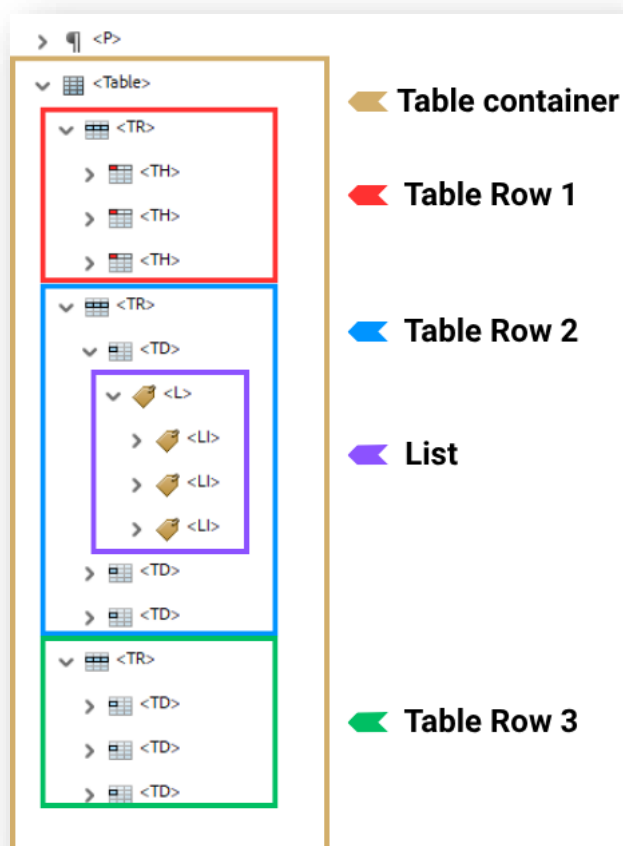 <P>
<Table>
Table container
<TR>
<TH>
Table Row 1
<TH>
<TH>
<TR>
Table Row 2
<TD>
<L>
<LI>
List
<LI>
<LI>
<TD>
<TD>
<TR>
<TD>
Table Row 3
<TD>
<TD>